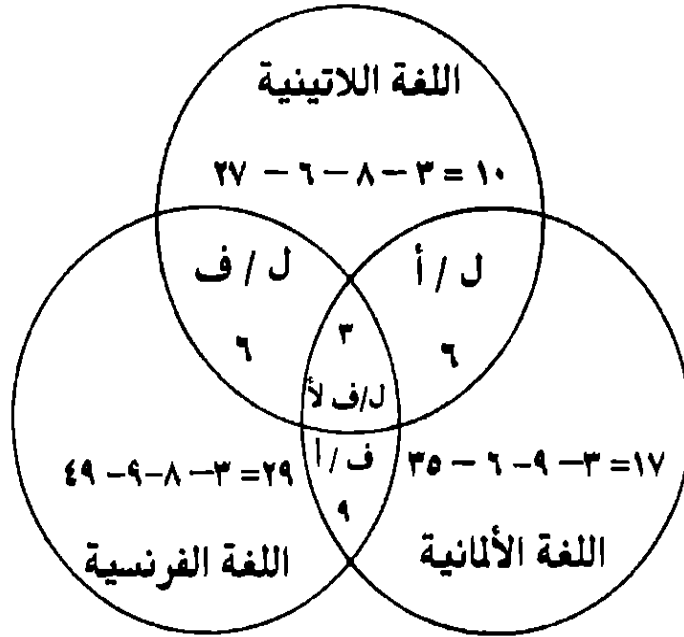 اللغة اللاتينية
٢٧ – ٦ – ٨ – ٣ = ١٠
ل / ف
ل / أ
٦
٣
٦
ل/ف لأ
٤٩ – ٩ – ٨ – ٣ = ٢٩
ف / أ
٣٥ – ٦ – ٩ – ٣ = ١٧
٩
اللغة الفرنسية
اللغة الألمانية